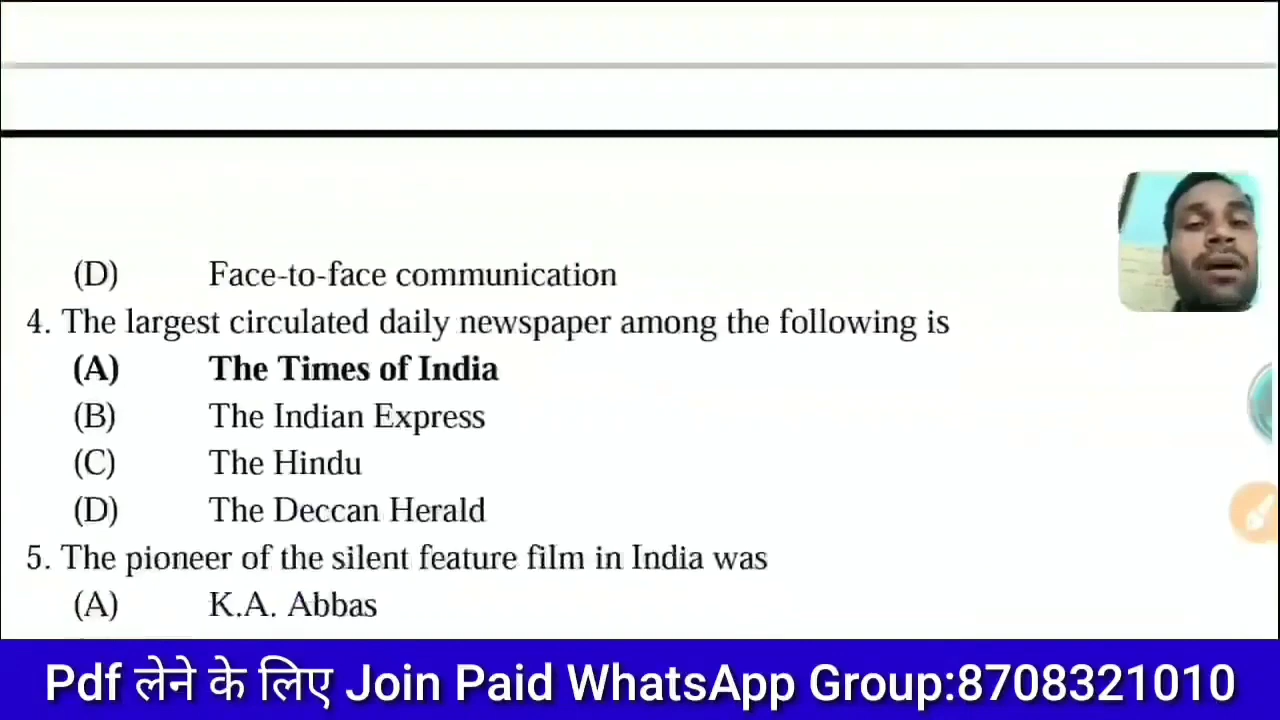 (D) Face-to-face communication
4. The largest circulated daily newspaper among the following is
(A) The Times of India
(B) The Indian Express
(C) The Hindu
(D) The Deccan Herald
5. The pioneer of the silent feature film in India was
(A) K.A. Abbas
Pdf लेने के लिए Join Paid WhatsApp Group:8708321010